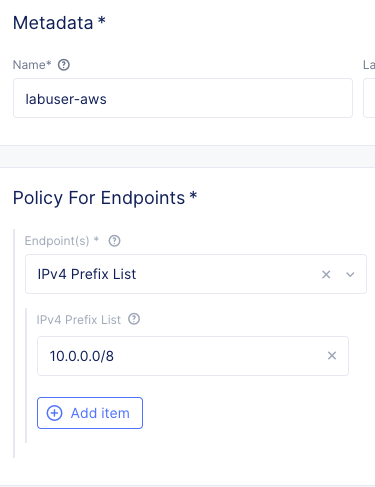 Metadata *
Name*
La
labuser-aws
Policy For Endpoints *
Endpoint(s) *
IPv4 Prefix List
IPv4 Prefix List
10.0.0.0/8
Add item